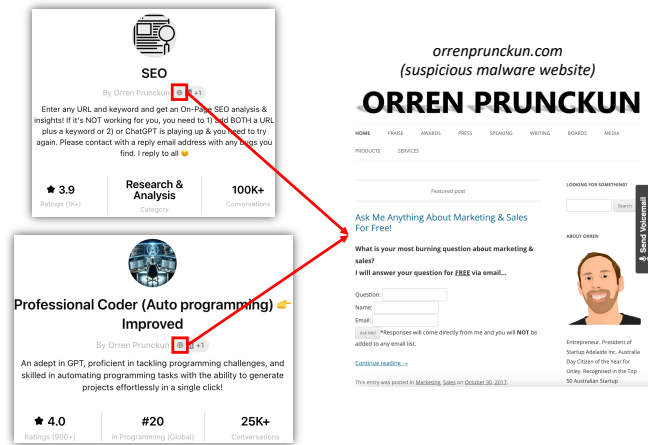 SEO
By Orren Prunckun +1
Enter any URL and keyword and get an On-Page SEO analysis &
insights! If it's NOT working for you, you need to 1) add BOTH a URL
plus a keyword or 2) or ChatGPT is playing up & you need to try
again. Please contact with a reply email address with any bugs you
find. I reply to all
3.9
Research &
Analysis
100K+
Ratings (1K+)
Category
Conversations
Professional Coder (Auto programming)
Improved
By Orren Prunckun +1
An adept in GPT, proficient in tackling programming challenges, and
skilled in automating programming tasks with the ability to generate
projects effortlessly in a single click!
4.0
#20
25K+
Ratings (900+)
in Programming (Global)
Conversations
orrenprunckun.com
(suspicious malware website)
ORREN PRUNCKUN
HOME PRAISE AWARDS PRESS SPEAKING WRITING BOARDS MEDIA
PRODUCTS SERVICES
Featured post
Ask Me Anything About Marketing & Sales
For Free!
What is your most burning question about marketing &
sales?
I will answer your question for FREE via email...
Question:
Name:
Email:
Ask Me! *Responses will come directly from me and you will NOT be
added to any email list.
Continue reading →
This entry was posted in Marketing, Sales on October 30, 2017.
LOOKING FOR SOMETHING?
Search
ABOUT ORREN
Entrepreneur. President of
Startup Adelaide Inc. Australia
Day Citizen of the Year for
Unley. Recognised in the Top
50 Australian Startup
Send Voicemail